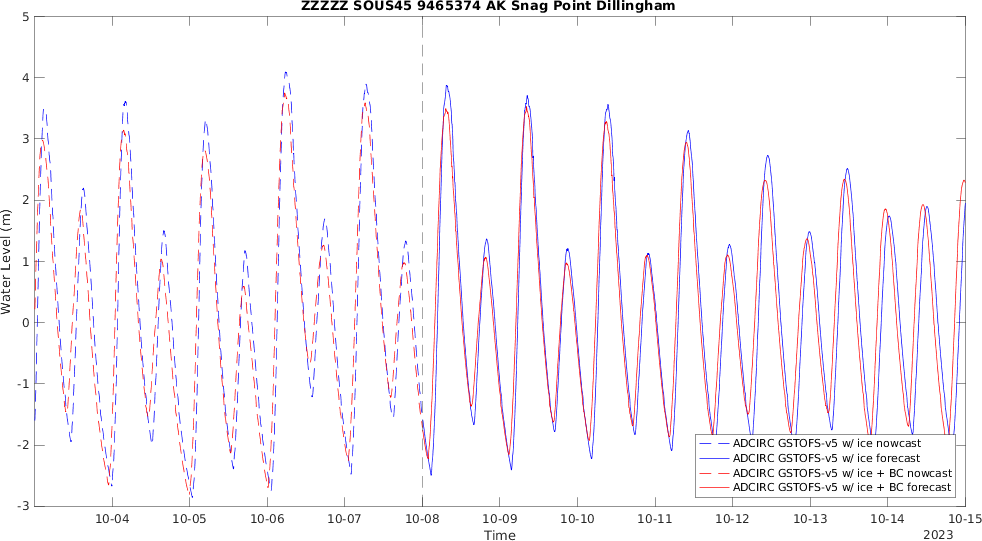 ZZZZZ SOUS45 9465374 AK Snag Point Dillingham
5
4
3
2
1
0
-1
-2
-3
Water Level (m)
ADCIRC GSTOFS-v5 w/ ice nowcast
ADCIRC GSTOFS-v5 w/ ice forecast
ADCIRC GSTOFS-v5 w/ ice + BC nowcast
ADCIRC GSTOFS-v5 w/ ice + BC forecast
10-04 10-05 10-06 10-07 10-08 10-09 10-10 10-11 10-12 10-13 10-14 10-15
Time
2023